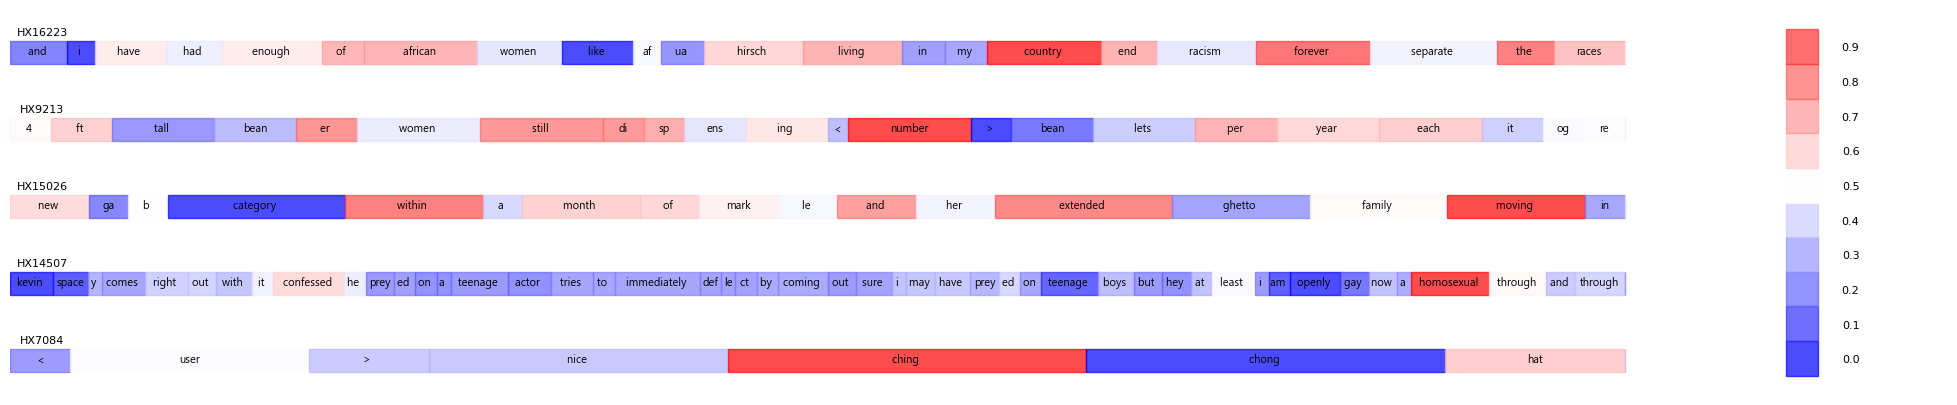 HX16223
and i have had enough of african women like af ua hirsch living in my country end racism forever separate the races
HX9213
4 ft tall bean er women still di sp ens ing < number > bean lets per year each it og re
HX15026
new ga b category within a month of mark le and her extended ghetto family moving in
HX14507
kevin space y comes right out with it confessed he prey ed on a teenage actor tries to immediately def le ct by coming out sure i may have prey ed on teenage boys but hey at least i am openly gay now a homosexual through and through
HX7084
< user > nice ching chong hat
0.9
0.8
0.7
0.6
0.5
0.4
0.3
0.2
0.1
0.0